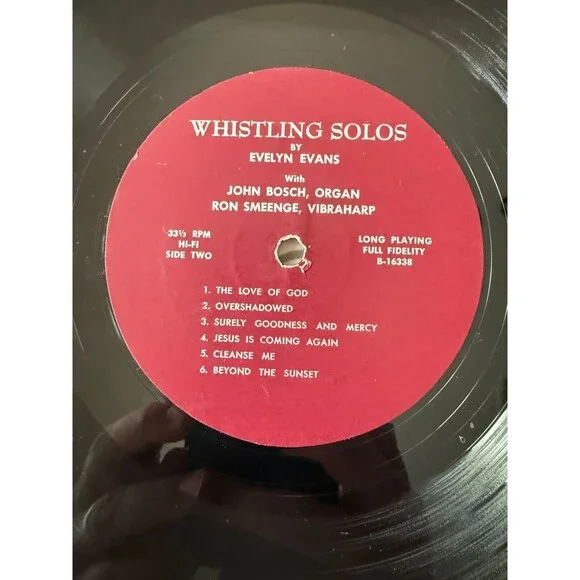 WHISTLING SOLOS
BY
EVELYN EVANS
With
JOHN BOSCH, ORGAN
RON SMEENGE, VIBRAHARP
33⅓ RPM
HI-FI
SIDE TWO
LONG PLAYING
FULL FIDELITY
B-16338
1. THE LOVE OF GOD
2. OVERSHADOWED
3. SURELY GOODNESS AND MERCY
4. JESUS IS COMING AGAIN
5. CLEANSE ME
6. BEYOND THE SUNSET